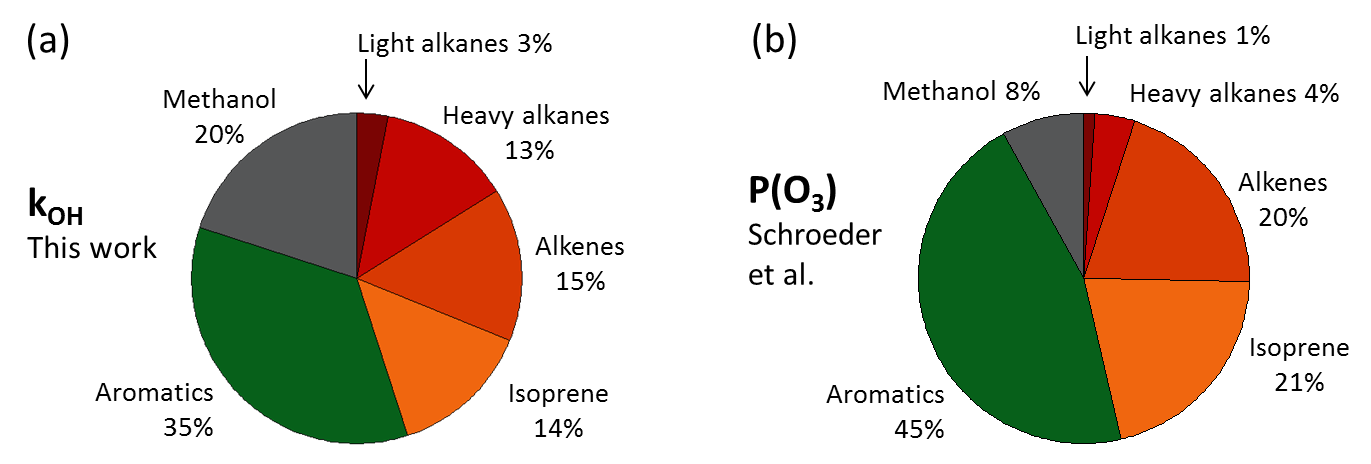 (a)
Light alkanes 3%
Methanol
20%
Heavy alkanes
13%
kOH
This work
Alkenes
15%
Aromatics
35%
Isoprene
14%
(b)
Light alkanes 1%
Methanol 8%
Heavy alkanes 4%
P(O3)
Schroeder
et al.
Alkenes
20%
Isoprene
21%
Aromatics
45%